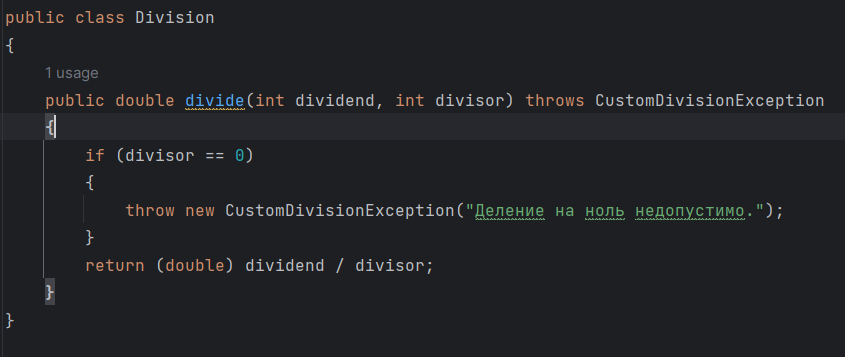 public class Division
{
1 usage
public double divide(int dividend, int divisor) throws CustomDivisionException
{
if (divisor == 0)
{
throw new CustomDivisionException("Деление на ноль недопустимо.");
}
return (double) dividend / divisor;
}
}